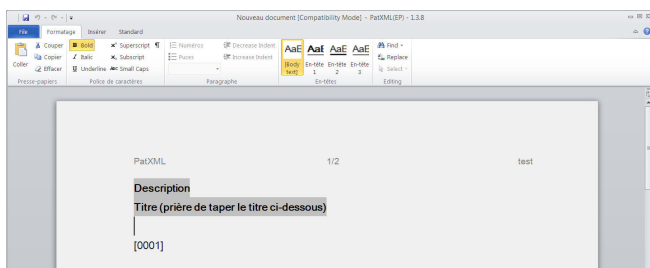 Nouveau document [Compatibility Mode] - PatXML(EP) - 1.3.8
File Formatage Insérer Standard
Couper Bold Superscript ¶ Numéros Decrease Indent AaE AaE AaE AaE Find
Coller Copier Italic Subscript Puces Increase Indent [Body text] En-tête 1 En-tête 2 En-tête 3 Replace
Effacer Underline ABC Small Caps Select
Presse-papiers Police de caractères Paragraphe En-têtes Editing
PatXML 1/2 test
Description
Titre (prière de taper le titre ci-dessous)
[0001]